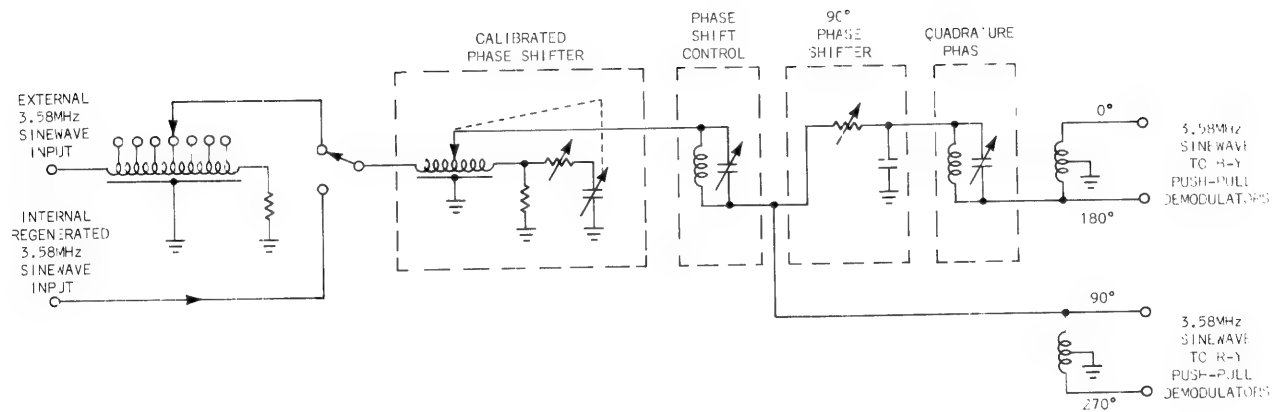 EXTERNAL
3.58MHz
SINEWAVE
INPUT
INTERNAL
REGENERATED
3.58MHz
SINEWAVE
INPUT
CALIBRATED
PHASE SHIFTER
PHASE
SHIFT
CONTROL
90°
PHASE
SHIFTER
QUADRATURE
PHAS
0°
180°
3.58MHz
SINEWAVE
TO B-Y
PUSH-PULL
DEMODULATORS
90°
270°
3.58MHz
SINEWAVE
TO R-Y
PUSH-PULL
DEMODULATORS